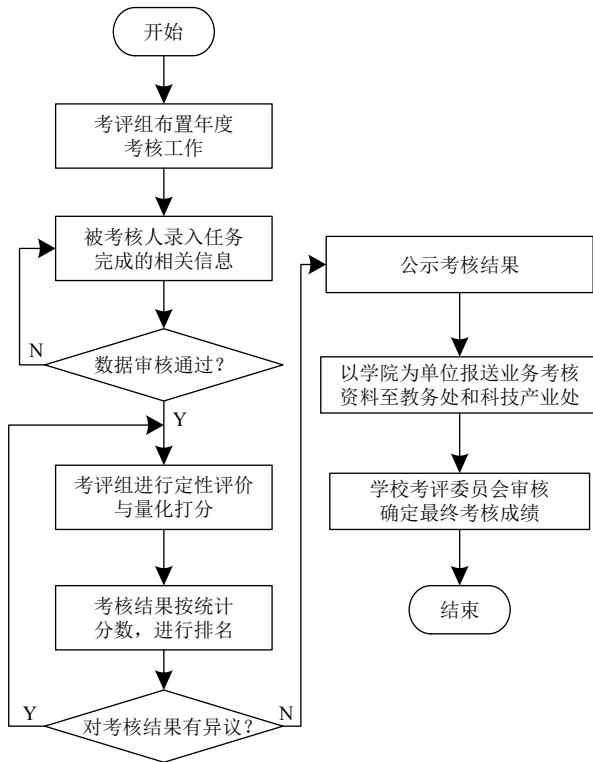 开始
考评组布置年度
考核工作
被考核人录入任务
完成的相关信息
N
数据审核通过？
Y
考评组进行定性评价
与量化打分
考核结果按统计
分数，进行排名
Y
对考核结果有异议？
N
公示考核结果
以学院为单位报送业务考核
资料至教务处和科技产业处
学校考评委员会审核
确定最终考核成绩
结束